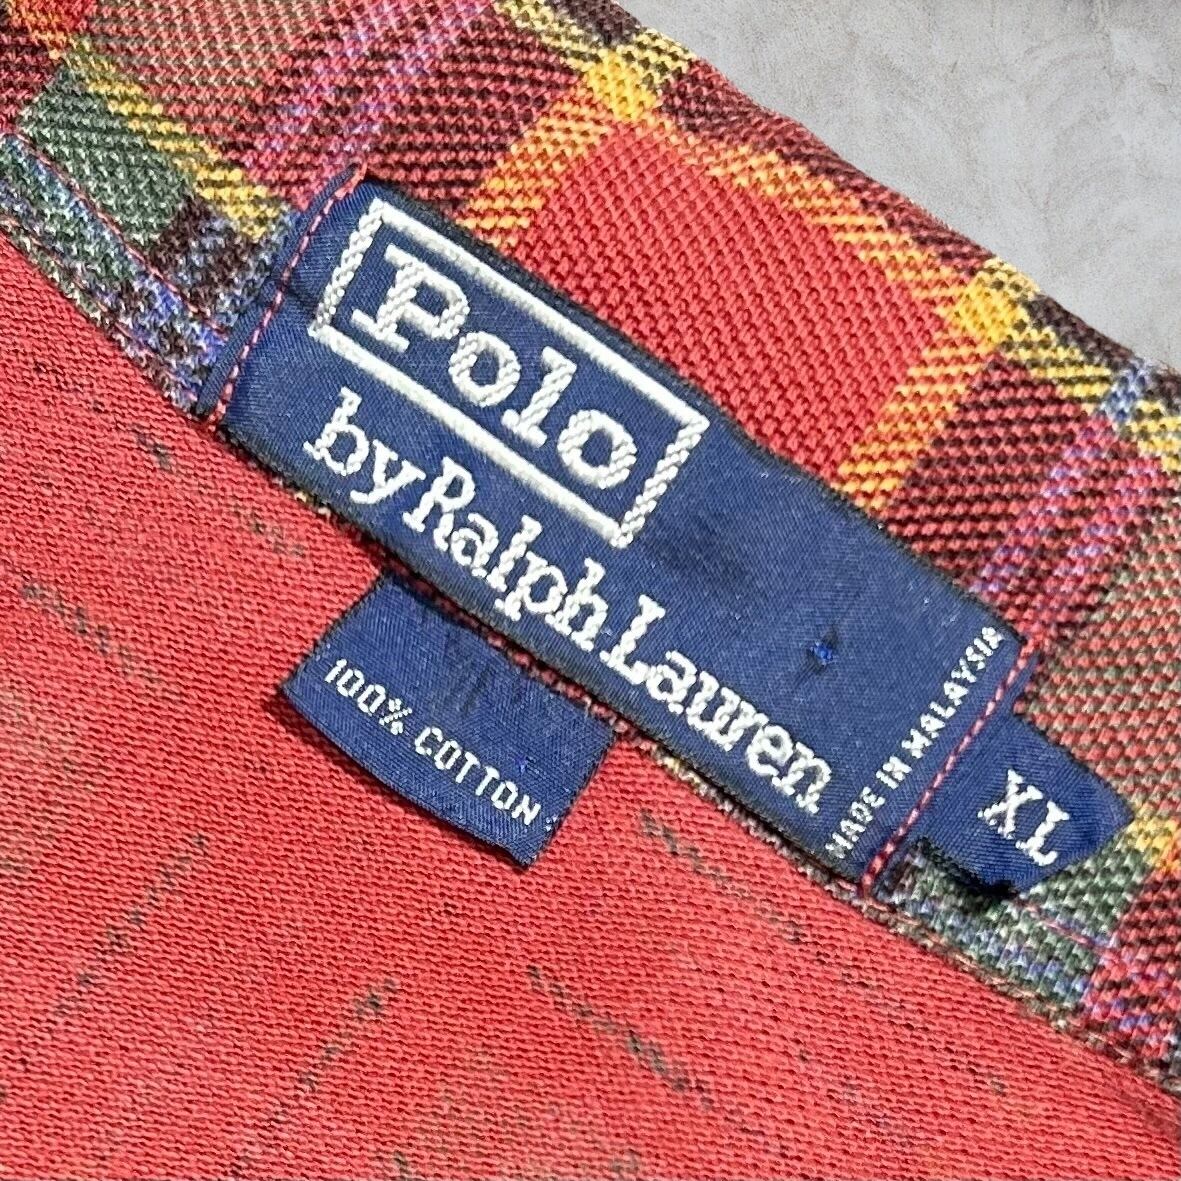 Polo
by Ralph Lauren
MADE IN MALAYSIA
XL
100% COTTON